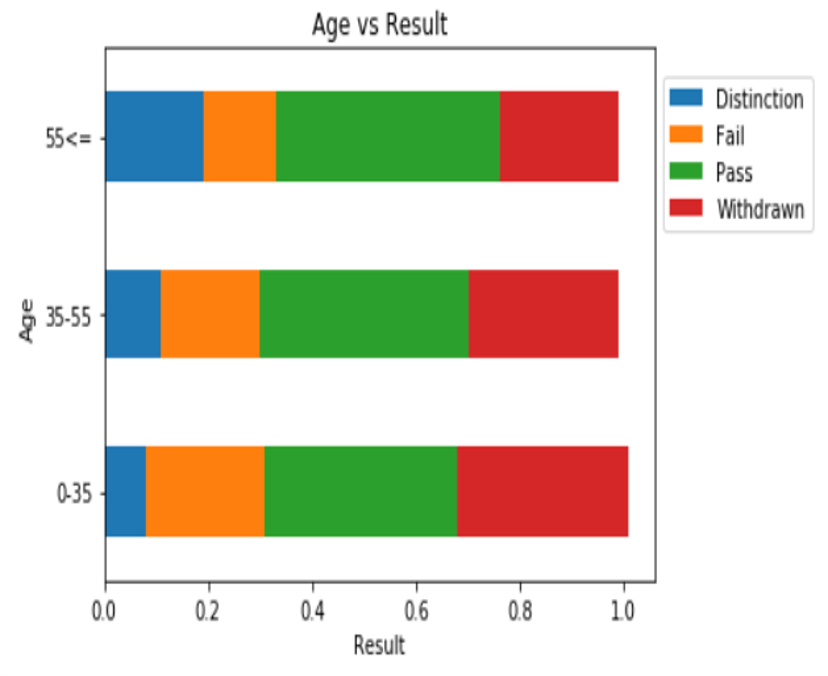 Age vs Result
Distinction
Fail
Pass
Withdrawn
Age
55<=
35-55
0-35
0.0 0.2 0.4 0.6 0.8 1.0
Result